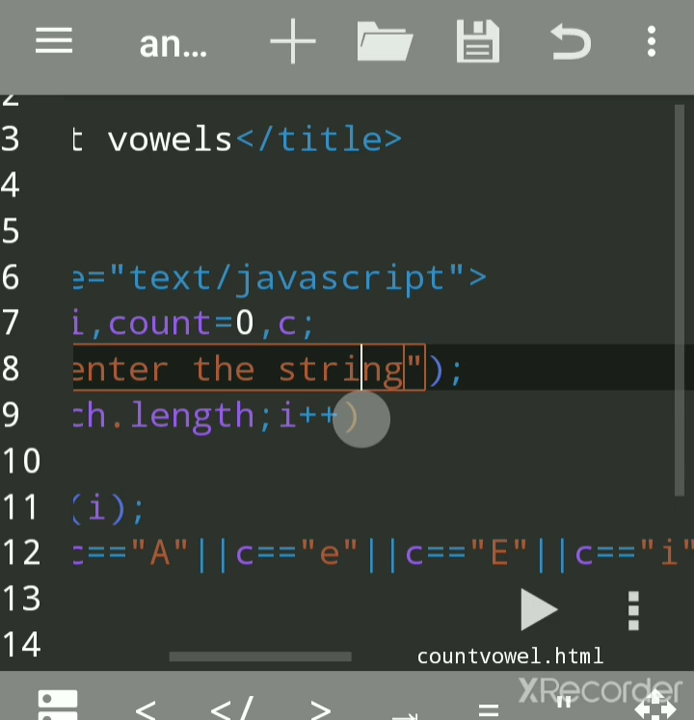 an...
2
3 t vowels</title>
4
5
6 e="text/javascript">
7 i,count=0,c;
8 enter the string");
9 ch.length;i++)
10
11 (i);
12 c=="A"||c=="e"||c=="E"||c=="i"
13
14
countvowel.html
XRecorder
< </ > = "